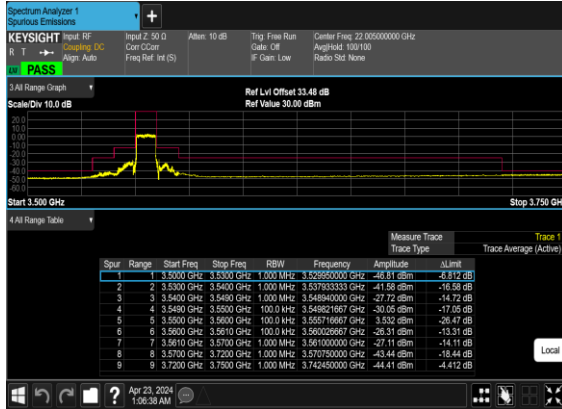 Spectrum Analyzer 1
Spurious Emissions
+
KEYSIGHT Input: RF Input Z: 50 Ω Atten: 10 dB Trig: Free Run Center Freq: 22.005000000 GHz
R T Coupling: DC Corr CCorr Gate: Off Avg|Hold: 100/100
Align: Auto Freq Ref: Int (S) IF Gain: Low Radio Std: None
PASS
3 All Range Graph Ref Lvl Offset 33.48 dB
Scale/Div 10.0 dB Ref Value 30.00 dBm
20.0
10.0
0.00
-10.0
-20.0
-30.0
-40.0
-50.0
-60.0
Start 3.500 GHz Stop 3.750 GHz
4 All Range Table
Measure Trace Trace 1
Trace Type Trace Average (Active)
Spur Range Start Freq Stop Freq RBW Frequency Amplitude ΔLimit
1 1 3.5000 GHz 3.5300 GHz 1.000 MHz 3.529950000 GHz -46.81 dBm -6.812 dB
2 2 3.5300 GHz 3.5400 GHz 1.000 MHz 3.537933333 GHz -41.58 dBm -16.58 dB
3 3 3.5400 GHz 3.5490 GHz 1.000 MHz 3.548940000 GHz -27.72 dBm -14.72 dB
4 4 3.5490 GHz 3.5500 GHz 100.0 kHz 3.549821667 GHz -30.05 dBm -17.05 dB
5 5 3.5500 GHz 3.5600 GHz 100.0 kHz 3.555716667 GHz 3.532 dBm -26.47 dB
6 6 3.5600 GHz 3.5610 GHz 100.0 kHz 3.560026667 GHz -26.31 dBm -13.31 dB
7 7 3.5610 GHz 3.5700 GHz 1.000 MHz 3.561000000 GHz -27.11 dBm -14.11 dB
8 8 3.5700 GHz 3.7200 GHz 1.000 MHz 3.570750000 GHz -43.44 dBm -18.44 dB
9 9 3.7200 GHz 3.7500 GHz 1.000 MHz 3.742450000 GHz -44.41 dBm -4.412 dB
Local
? Apr 23, 2024
1:06:38 AM